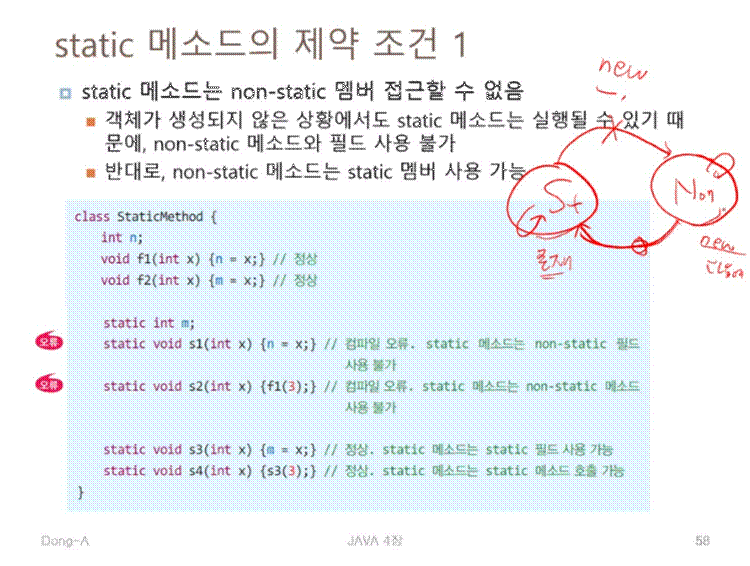 static 메소드의 제약 조건 1
static 메소드는 non-static 멤버 접근할 수 없음
객체가 생성되지 않은 상황에서도 static 메소드는 실행될 수 있기 때
문에, non-static 메소드와 필드 사용 불가
반대로, non-static 메소드는 static 멤버 사용 가능
new
St
Non
존재
new
class StaticMethod {
int n;
void f1(int x) {n = x;} // 정상
void f2(int x) {m = x;} // 정상
static int m;
오류 static void s1(int x) {n = x;} // 컴파일 오류. static 메소드는 non-static 필드
사용 불가
오류 static void s2(int x) {f1(3);} // 컴파일 오류. static 메소드는 non-static 메소드
사용 불가
static void s3(int x) {m = x;} // 정상. static 메소드는 static 필드 사용 가능
static void s4(int x) {s3(3);} // 정상. static 메소드는 static 메소드 호출 가능
}
Dong-A
JAVA 4장
58